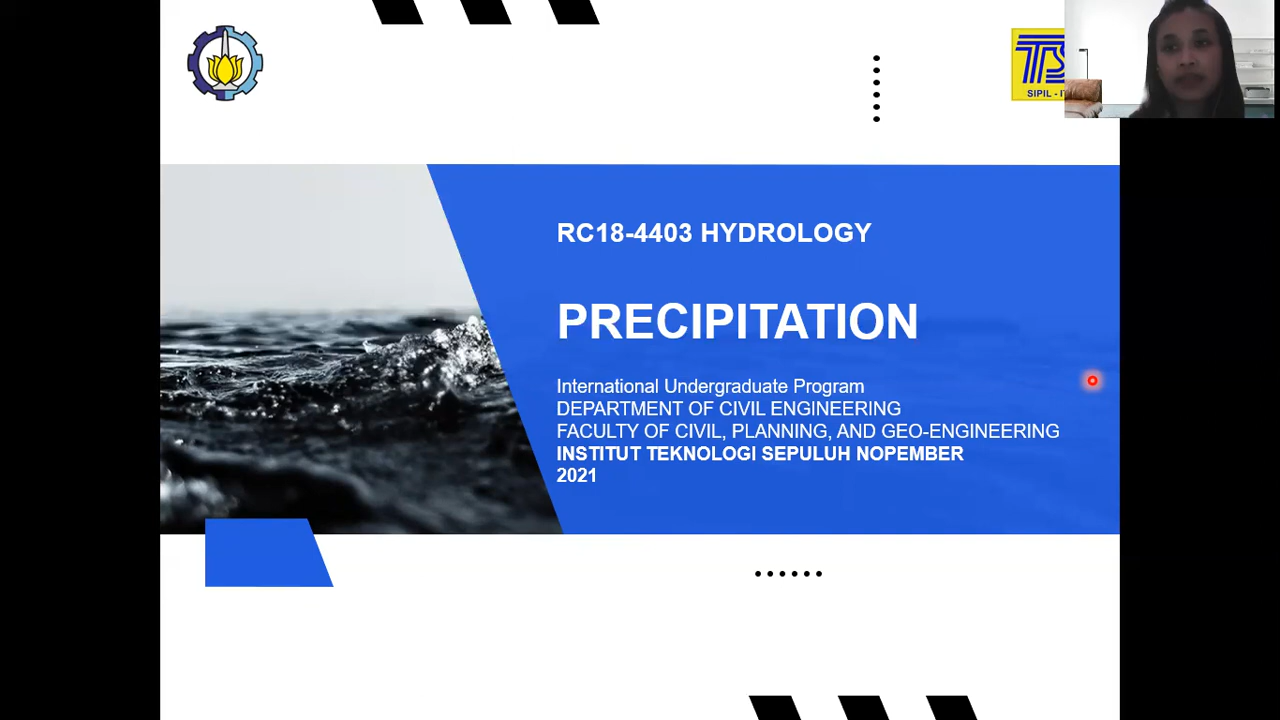 SIPIL - I
RC18-4403 HYDROLOGY
PRECIPITATION
International Undergraduate Program
DEPARTMENT OF CIVIL ENGINEERING
FACULTY OF CIVIL, PLANNING, AND GEO-ENGINEERING
INSTITUT TEKNOLOGI SEPULUH NOPEMBER
2021